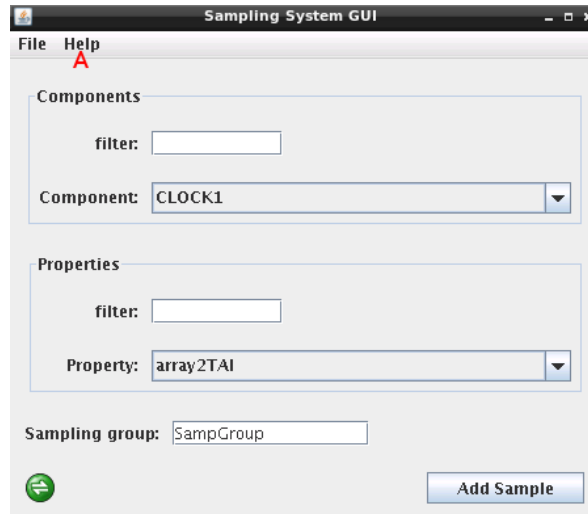 Sampling System GUI
File Help
A
Components
filter:
Component: CLOCK1
Properties
filter:
Property: array2TAI
Sampling group: SampGroup
Add Sample